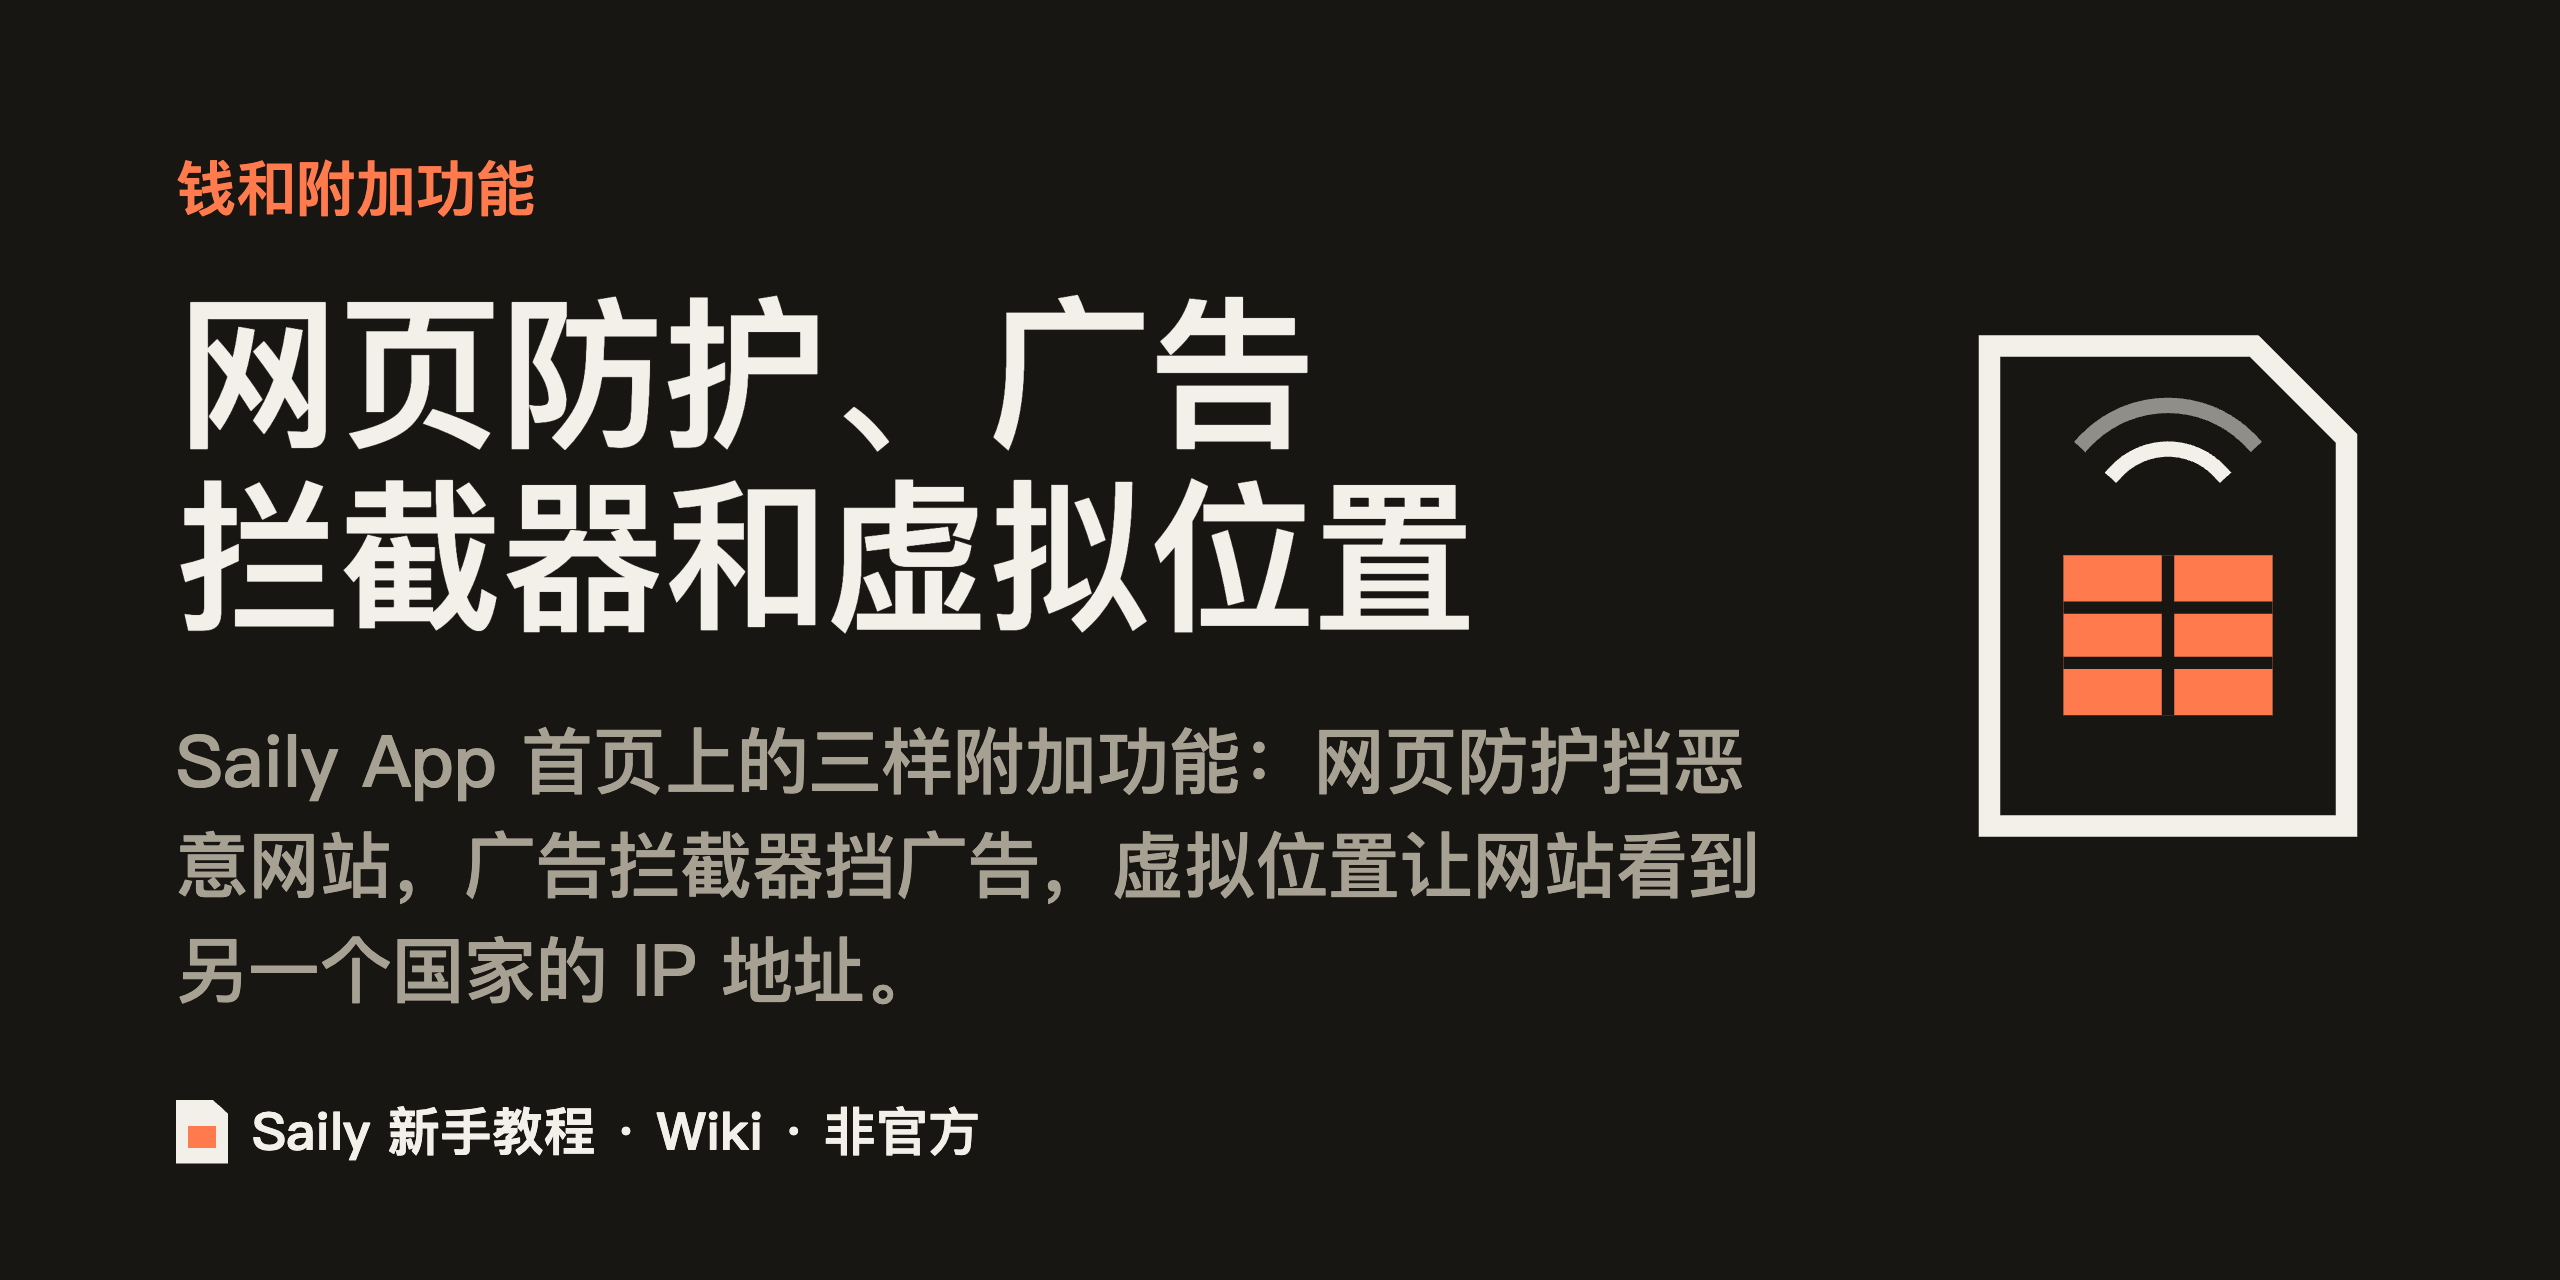 钱和附加功能
网页防护、广告
拦截器和虚拟位置
Saily App 首页上的三样附加功能：网页防护挡恶
意网站，广告拦截器挡广告，虚拟位置让网站看到
另一个国家的 IP 地址。
Saily 新手教程 · Wiki · 非官方